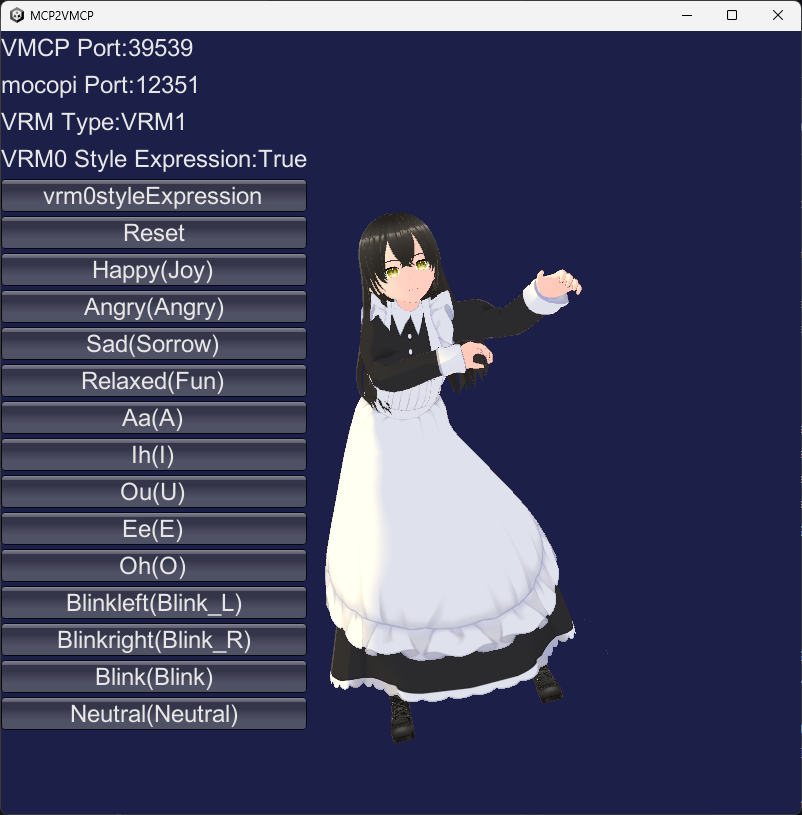 MCP2VMCP
VMCP Port:39539
mocopi Port:12351
VRM Type:VRM1
VRM0 Style Expression:True
vrm0styleExpression
Reset
Happy(Joy)
Angry(Angry)
Sad(Sorrow)
Relaxed(Fun)
Aa(A)
Ih(I)
Ou(U)
Ee(E)
Oh(O)
Blinkleft(Blink_L)
Blinkright(Blink_R)
Blink(Blink)
Neutral(Neutral)